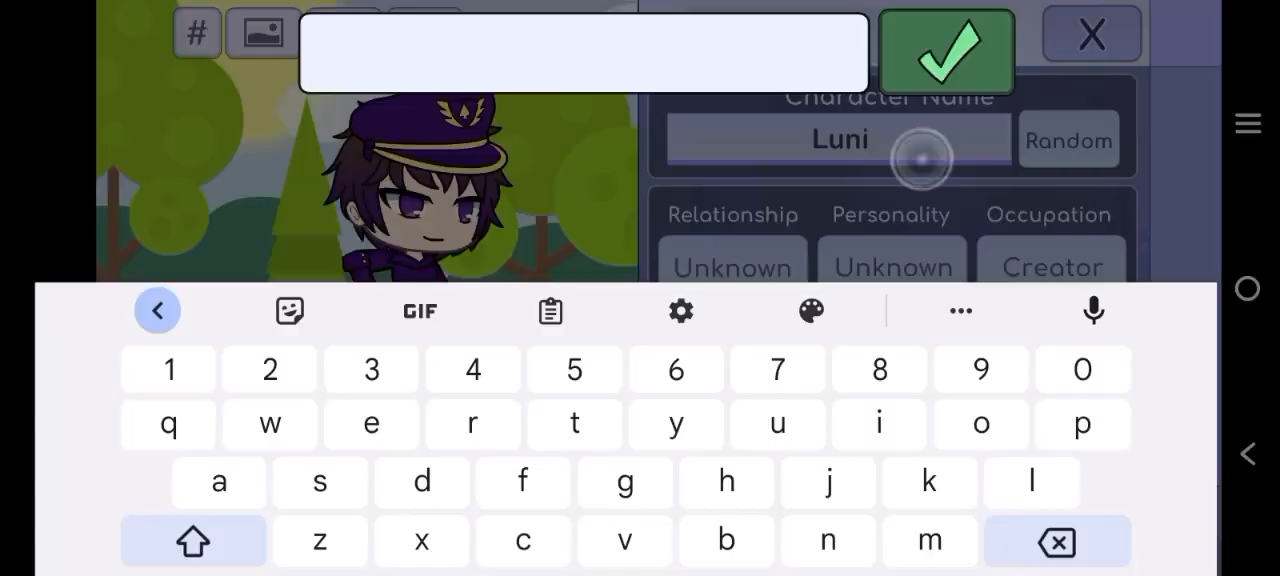 #
X
Character Name
Luni
Random
Relationship Personality Occupation
Unknown Unknown Creator
GIF
1 2 3 4 5 6 7 8 9 0
q w e r t y u i o p
a s d f g h j k l
z x c v b n m